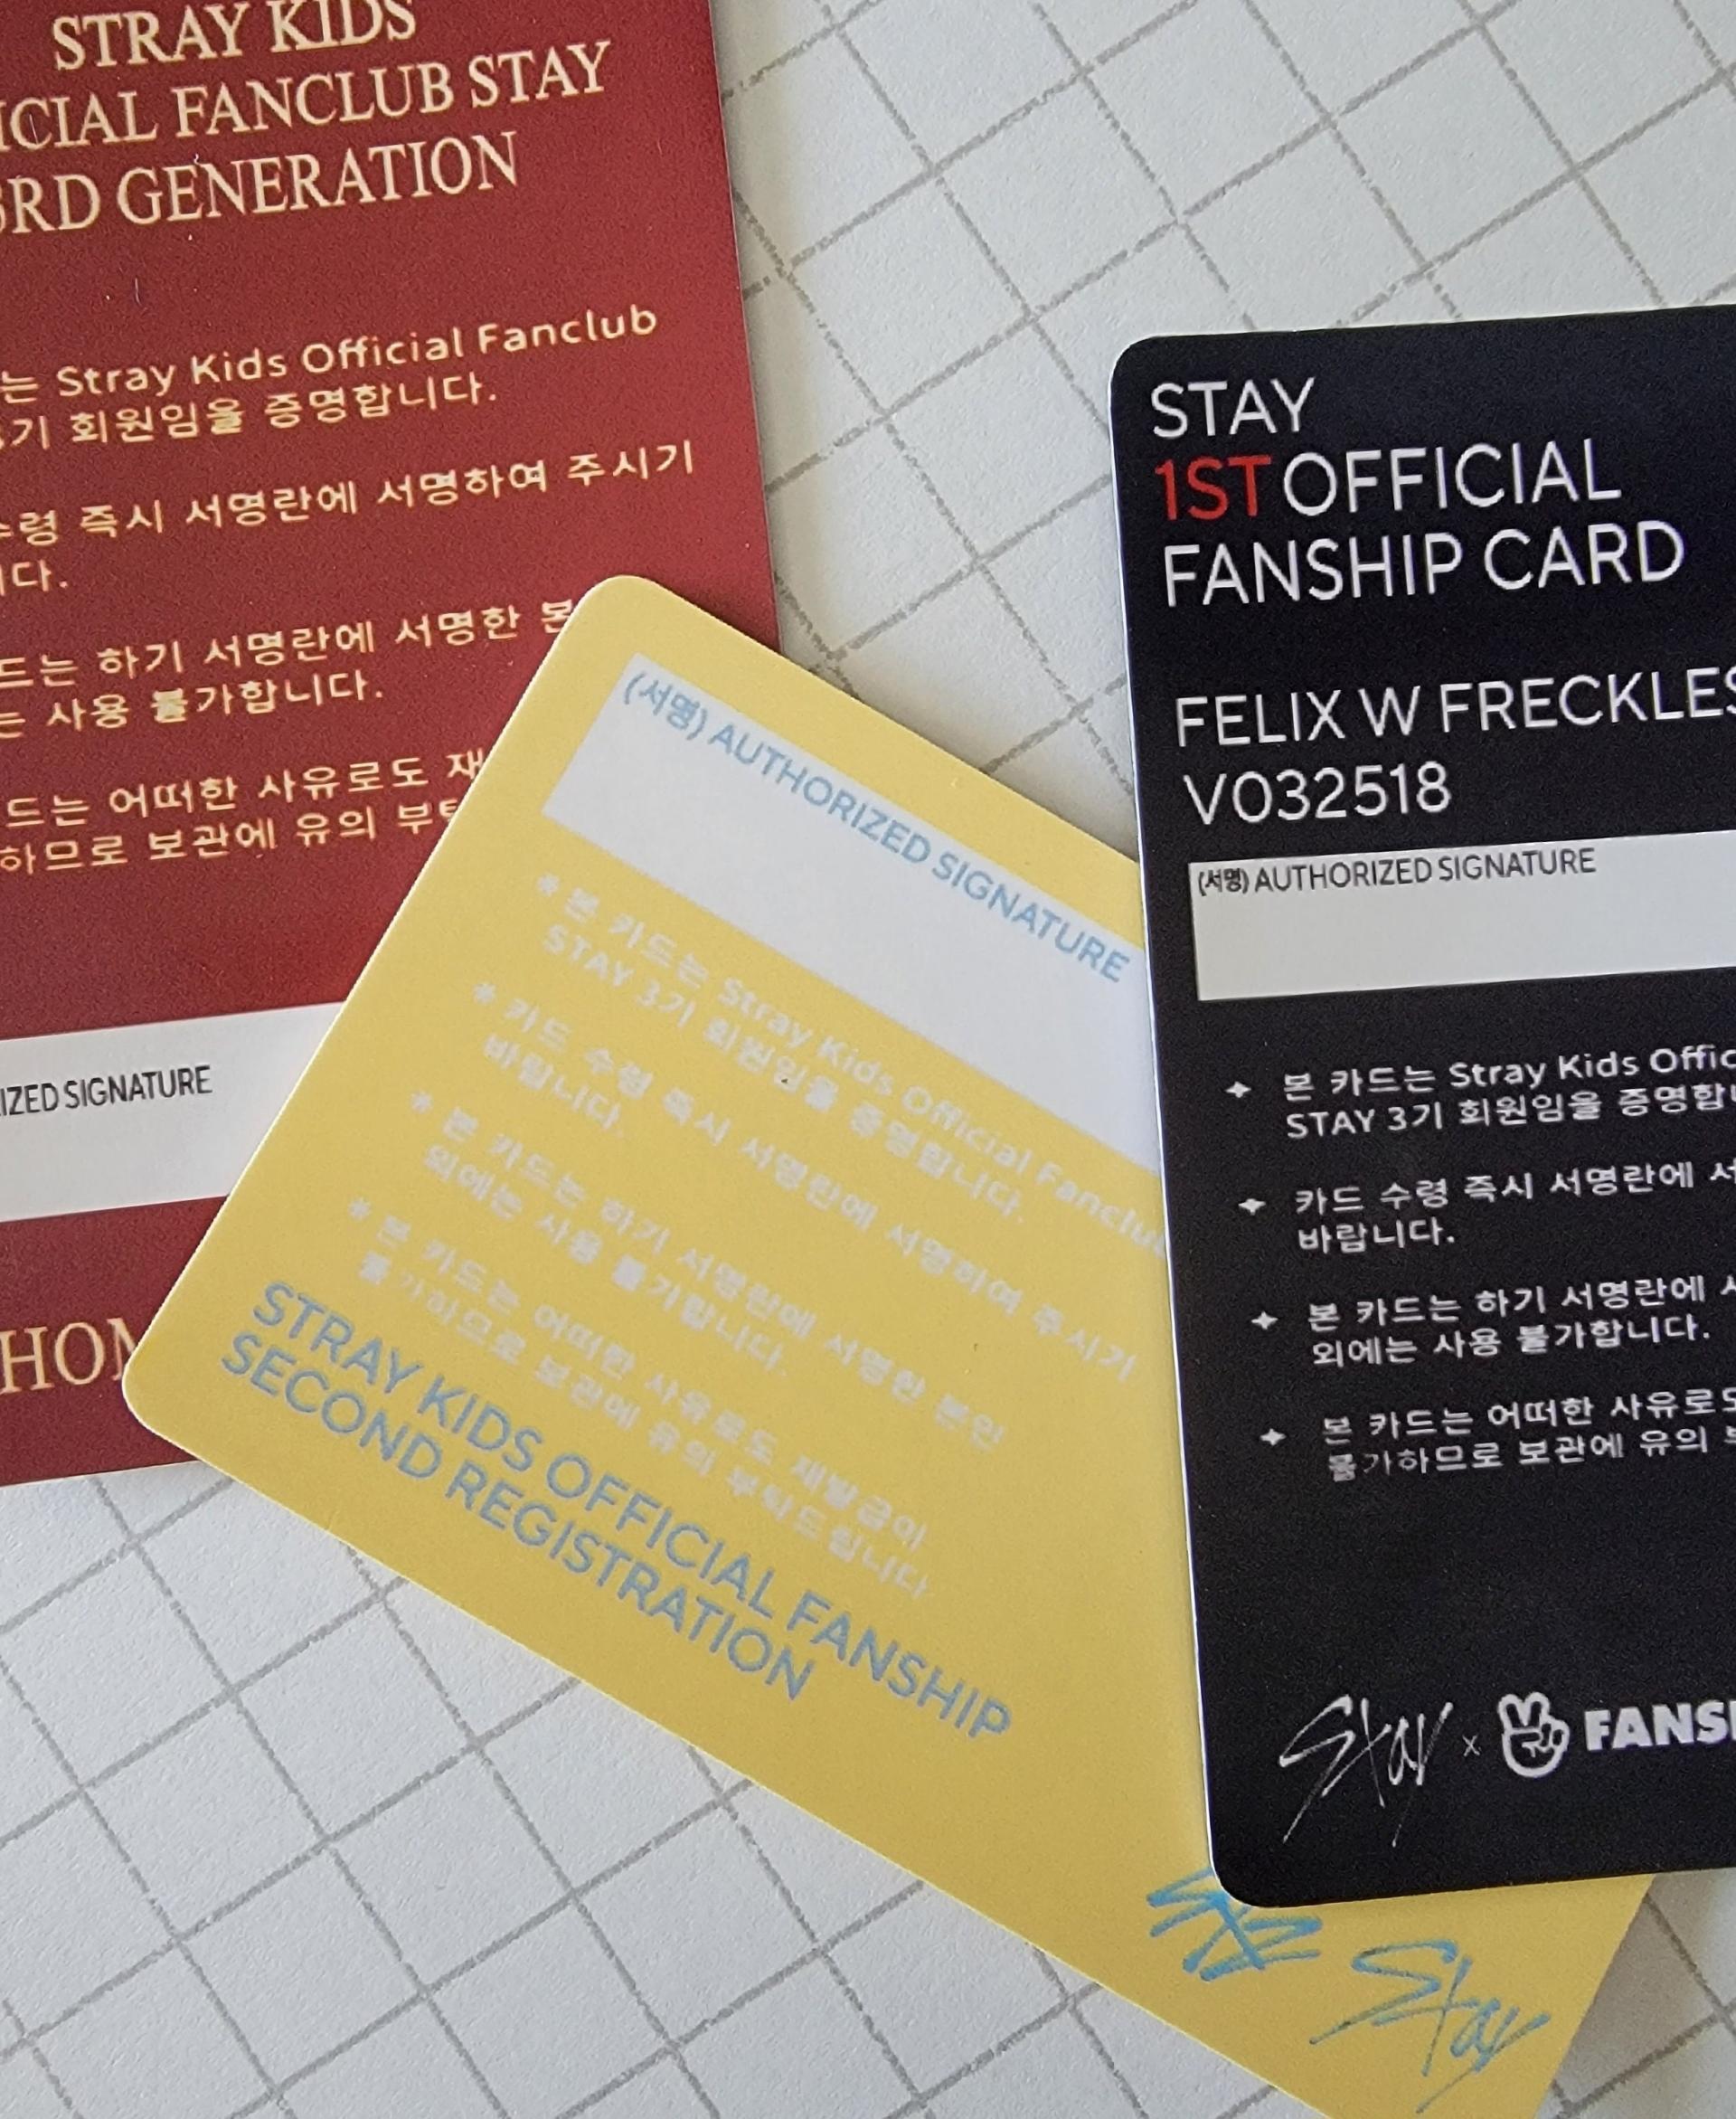 STRAY KIDS
ICIAL FANCLUB STAY
3RD GENERATION
는 Stray Kids Official Fanclub
기 회원임을 증명합니다.
수령 즉시 서명란에 서명하여 주시기
니다.
드는 하기 서명란에 서명한 본
는 사용 불가합니다.
드는 어떠한 사유로도 재
하므로 보관에 유의 부탁
IZED SIGNATURE
HOM
(서명) AUTHORIZED SIGNATURE
* 본 카드는 Stray Kids Official Fanclu
STAY 3기 회원임을 증명합니다.
* 카드 수령 즉시 서명란에 서명하여 주시기
바랍니다.
* 본 카드는 하기 서명란에 서명한 본인
외에는 사용 불가합니다.
* 본 카드는 어떠한 사유로도 재발급이
불가하므로 보관에 유의 부탁드립니다
STRAY KIDS OFFICIAL FANSHIP
SECOND REGISTRATION
SKZ Stay
STAY
1ST OFFICIAL
FANSHIP CARD
FELIX W FRECKLES
V032518
(서명) AUTHORIZED SIGNATURE
본 카드는 Stray Kids Offic
STAY 3기 회원임을 증명합
카드 수령 즉시 서명란에 서
바랍니다.
본 카드는 하기 서명란에
외에는 사용 불가합니다.
본 카드는 어떠한 사유로도
불가하므로 보관에 유의
Stay x FANS